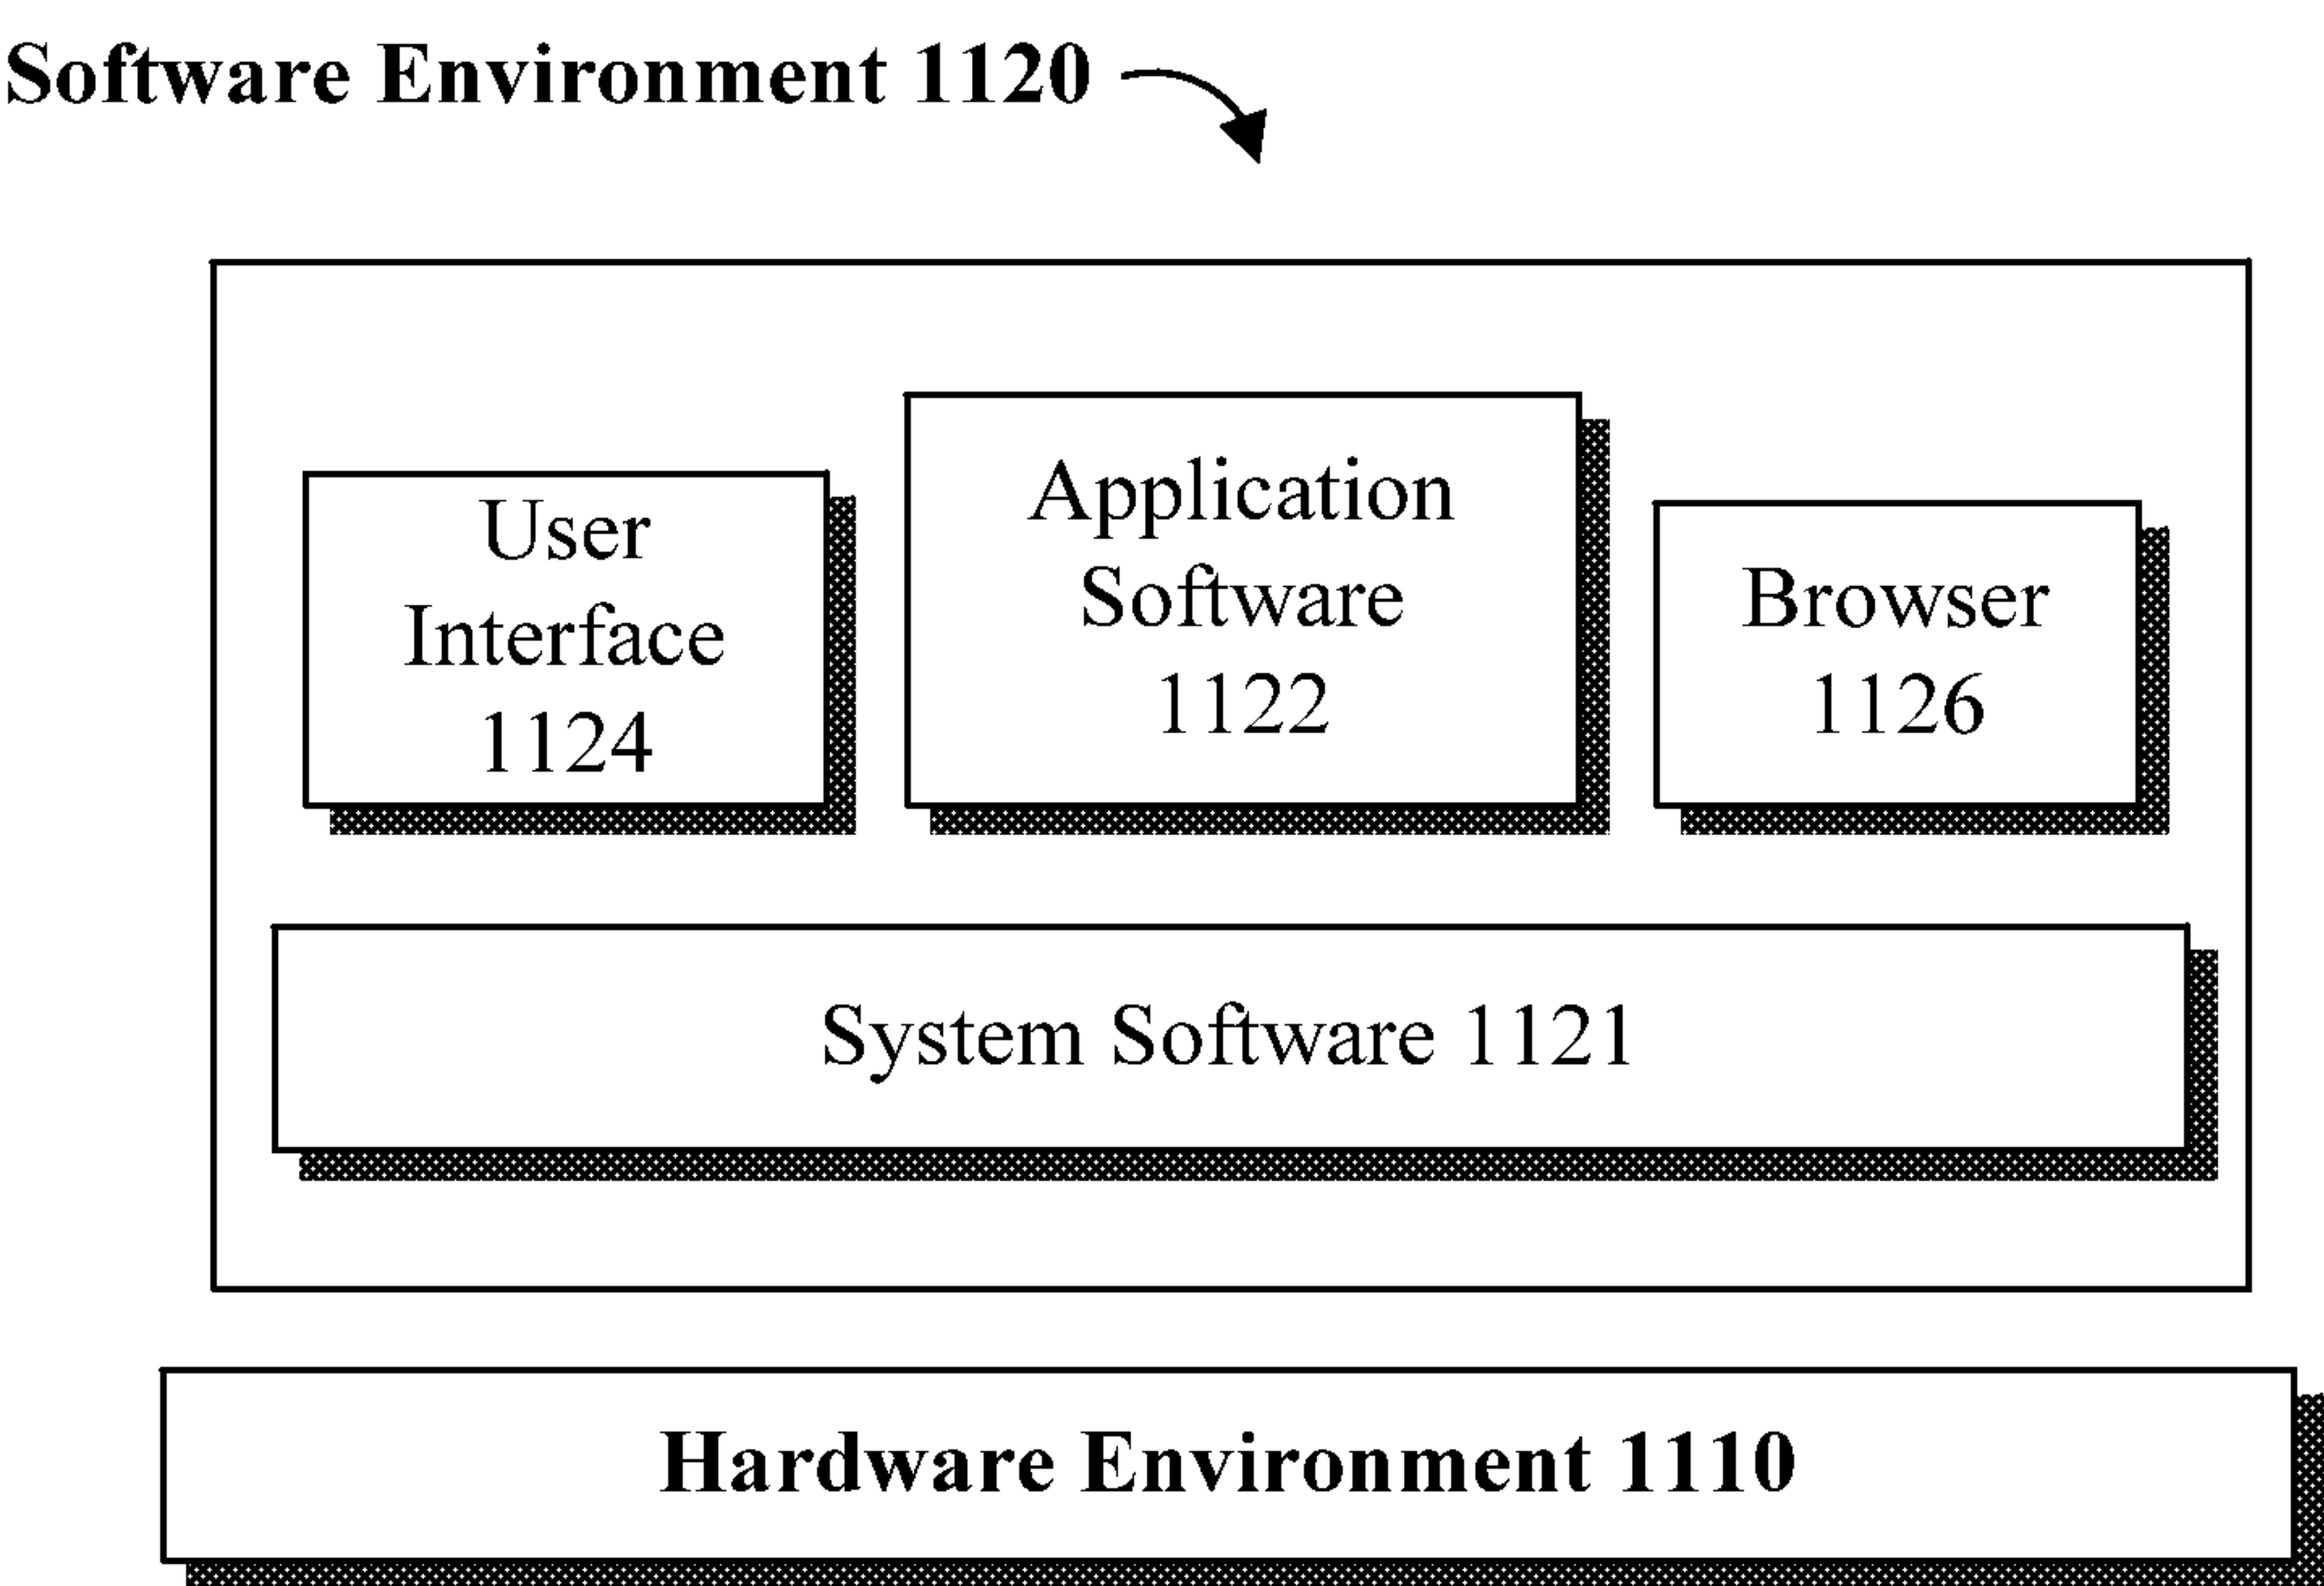 Software Environment 1120
User
Interface
1124
Application
Software
1122
Browser
1126
System Software 1121
Hardware Environment 1110